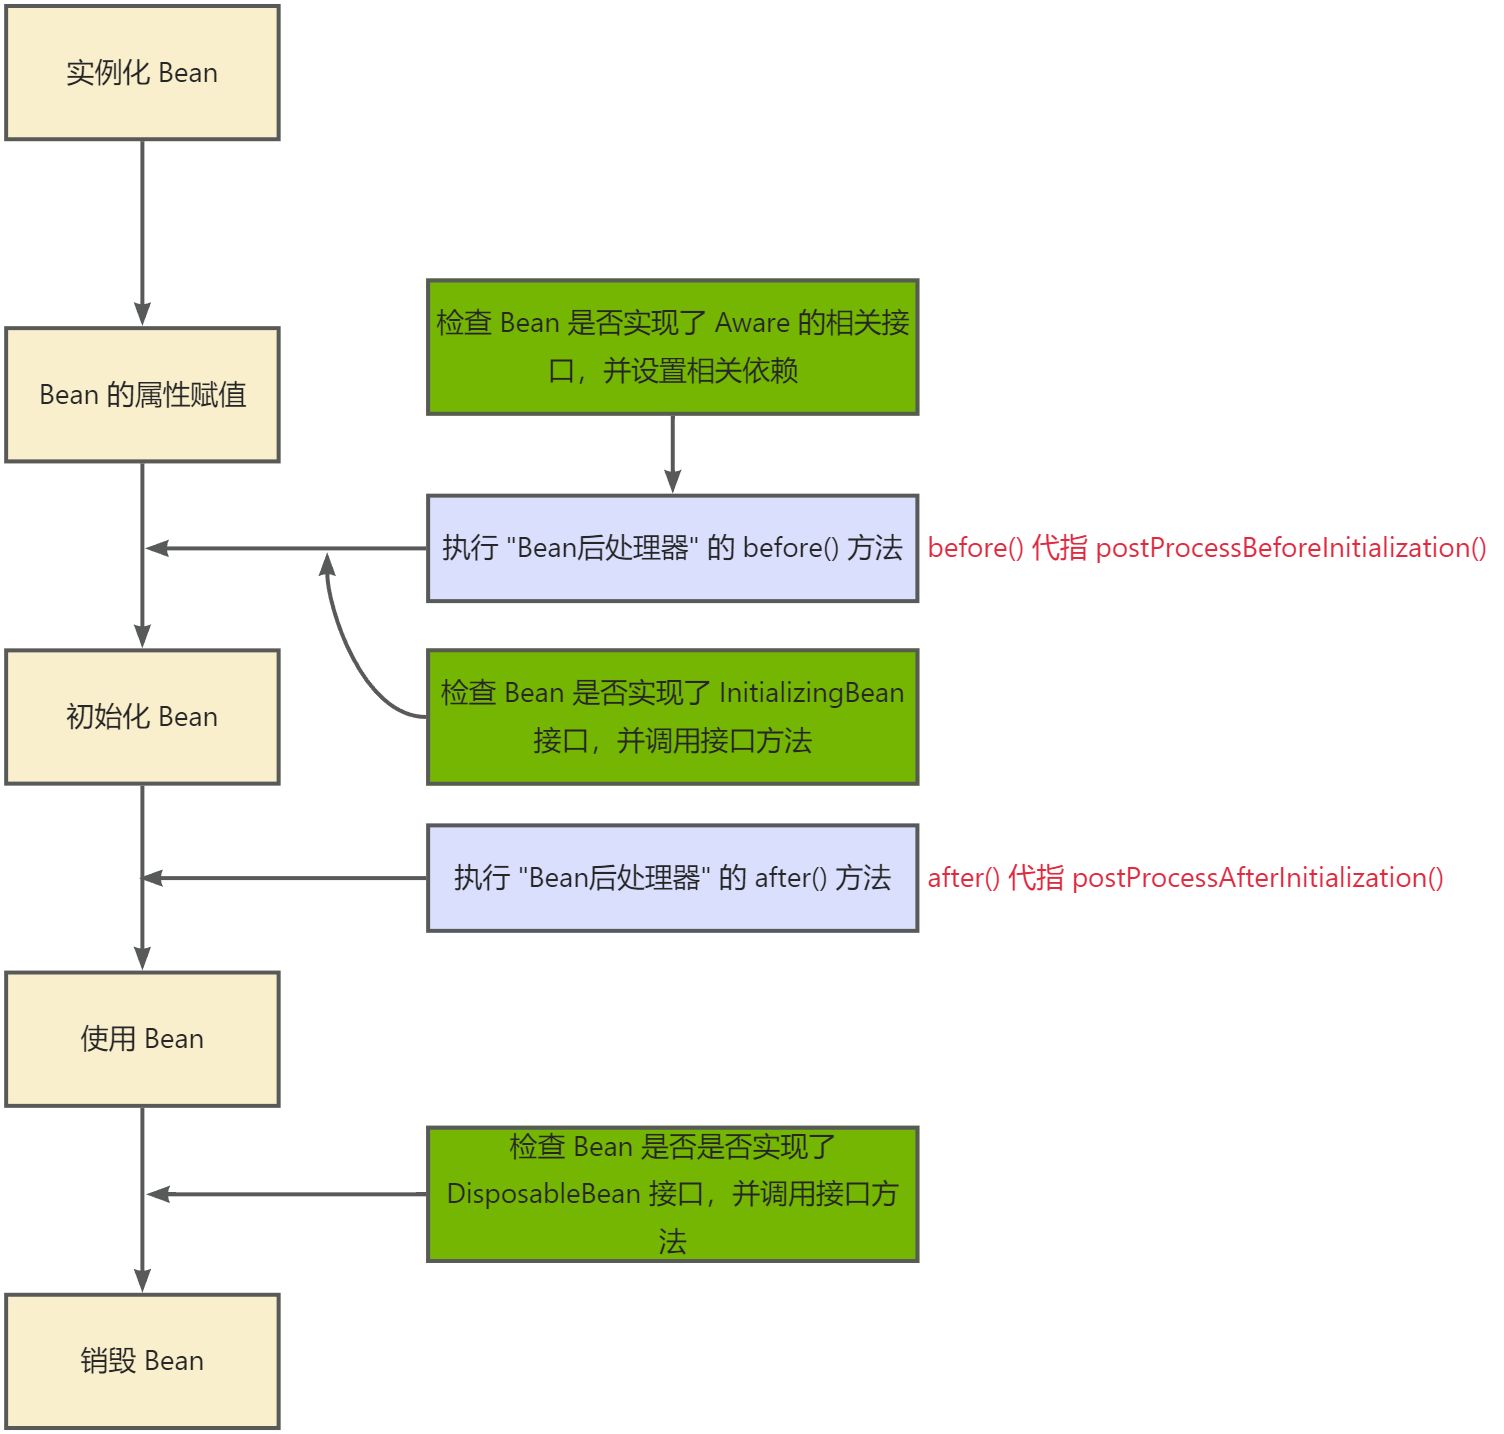 实例化 Bean
检查 Bean 是否实现了 Aware 的相关接
口，并设置相关依赖
Bean 的属性赋值
执行 "Bean后处理器" 的 before() 方法
before() 代指 postProcessBeforeInitialization()
检查 Bean 是否实现了 InitializingBean
接口，并调用接口方法
初始化 Bean
执行 "Bean后处理器" 的 after() 方法
after() 代指 postProcessAfterInitialization()
使用 Bean
检查 Bean 是否是否实现了
DisposableBean 接口，并调用接口方
法
销毁 Bean